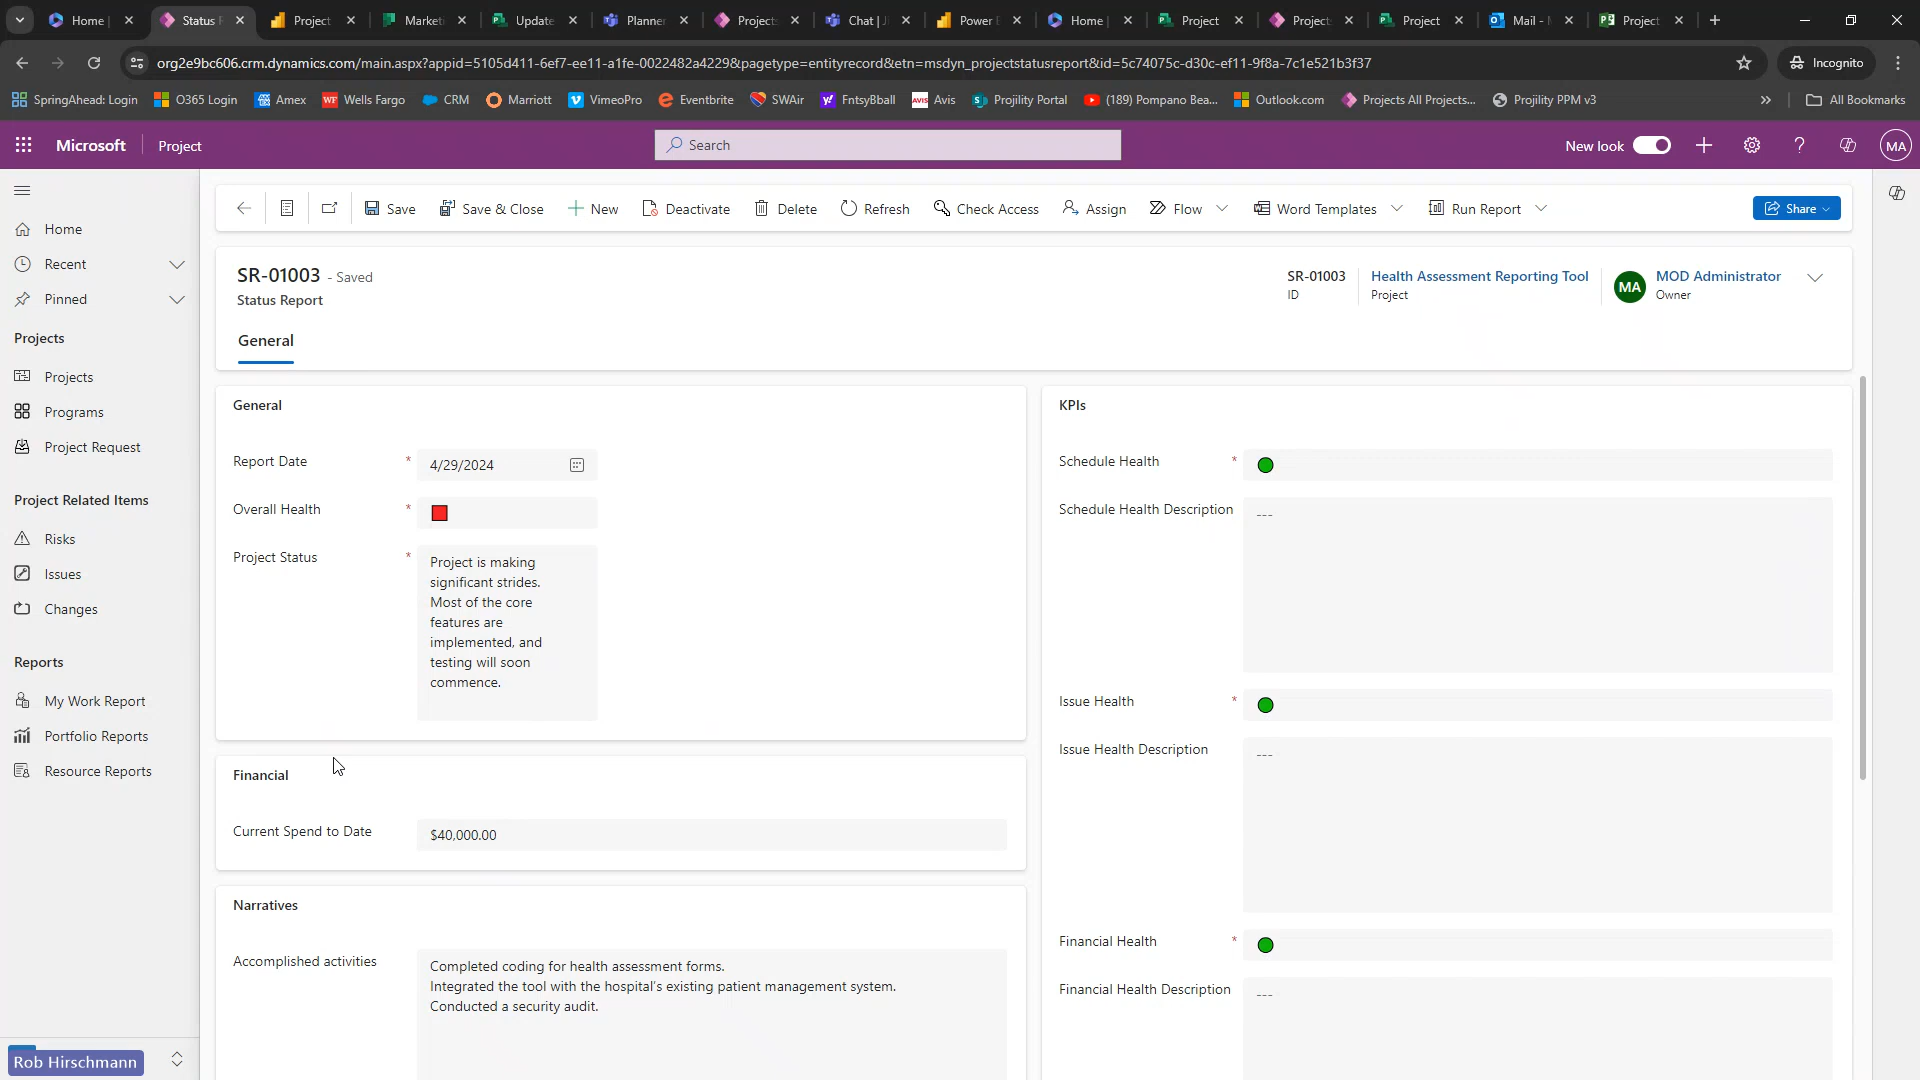 Home
Status F
Project
Market
Update
Planner
Projects
Chat | J
Power E
Home |
Project
Projects
Project
Mail - M
Project
org2e9bc606.crm.dynamics.com/main.aspx?appid=5105d411-6ef7-ee11-a1fe-0022482a4229&pagetype=entityrecord&etn=msdyn_projectstatusreport&id=5c74075c-d30c-ef11-9f8a-7c1e521b3f37
Incognito
SpringAhead: Login
O365 Login
Amex
Wells Fargo
CRM
Marriott
VimeoPro
Eventbrite
SWAir
FntsyBball
Avis
Projility Portal
(189) Pompano Bea...
Outlook.com
Projects All Projects...
Projility PPM v3
All Bookmarks
Microsoft
Project
Search
New look
MA
Save
Save & Close
New
Deactivate
Delete
Refresh
Check Access
Assign
Flow
Word Templates
Run Report
Share
Home
Recent
Pinned
Projects
Projects
Programs
Project Request
Project Related Items
Risks
Issues
Changes
Reports
My Work Report
Portfolio Reports
Resource Reports
Rob Hirschmann
SR-01003 - Saved
Status Report
SR-01003
ID
Health Assessment Reporting Tool
Project
MA
MOD Administrator
Owner
General
General
Report Date *
4/29/2024
Overall Health *
Project Status *
Project is making
significant strides.
Most of the core
features are
implemented, and
testing will soon
commence.
Financial
Current Spend to Date
$40,000.00
Narratives
Accomplished activities
Completed coding for health assessment forms.
Integrated the tool with the hospital's existing patient management system.
Conducted a security audit.
KPIs
Schedule Health *
Schedule Health Description
---
Issue Health *
Issue Health Description
---
Financial Health *
Financial Health Description
---